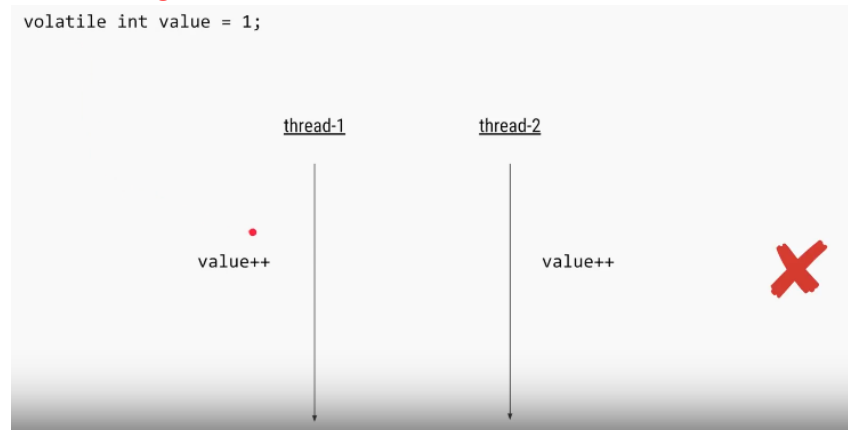 volatile int value = 1;
thread-1 thread-2
value++ value++